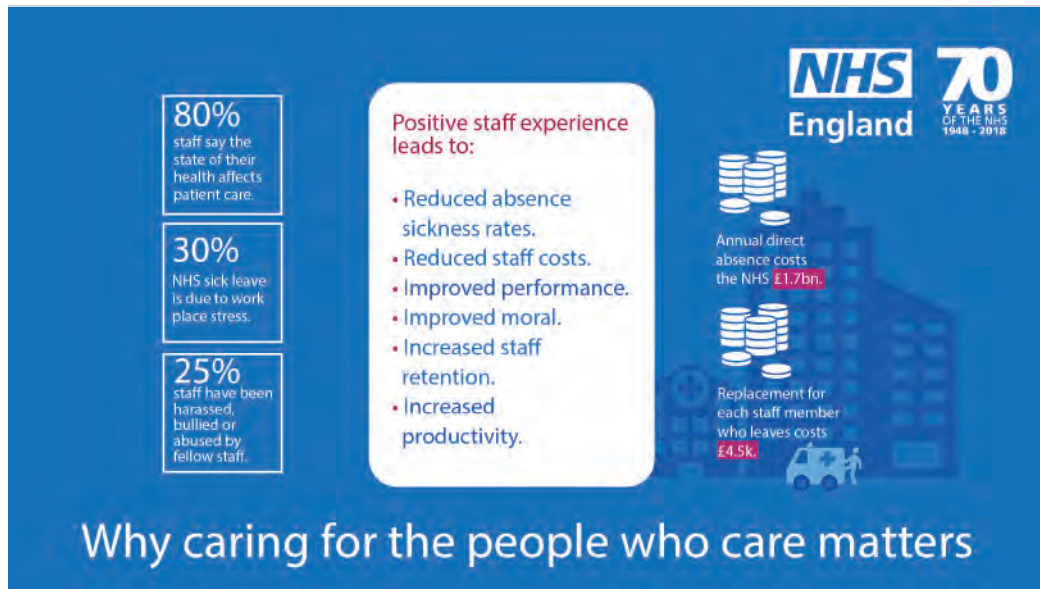 80%
staff say the
state of their
health affects
patient care.
30%
NHS sick leave
is due to work
place stress.
25%
staff have been
harassed,
bullied or
abused by
fellow staff.
Positive staff experience
leads to:
• Reduced absence
sickness rates.
• Reduced staff costs.
• Improved performance.
• Improved moral.
• Increased staff
retention.
• Increased
productivity.
NHS
England
70
YEARS
OF THE NHS
1948 - 2018
Annual direct
absence costs
the NHS £1.7bn.
Replacement for
each staff member
who leaves costs
£4.5k.
Why caring for the people who care matters